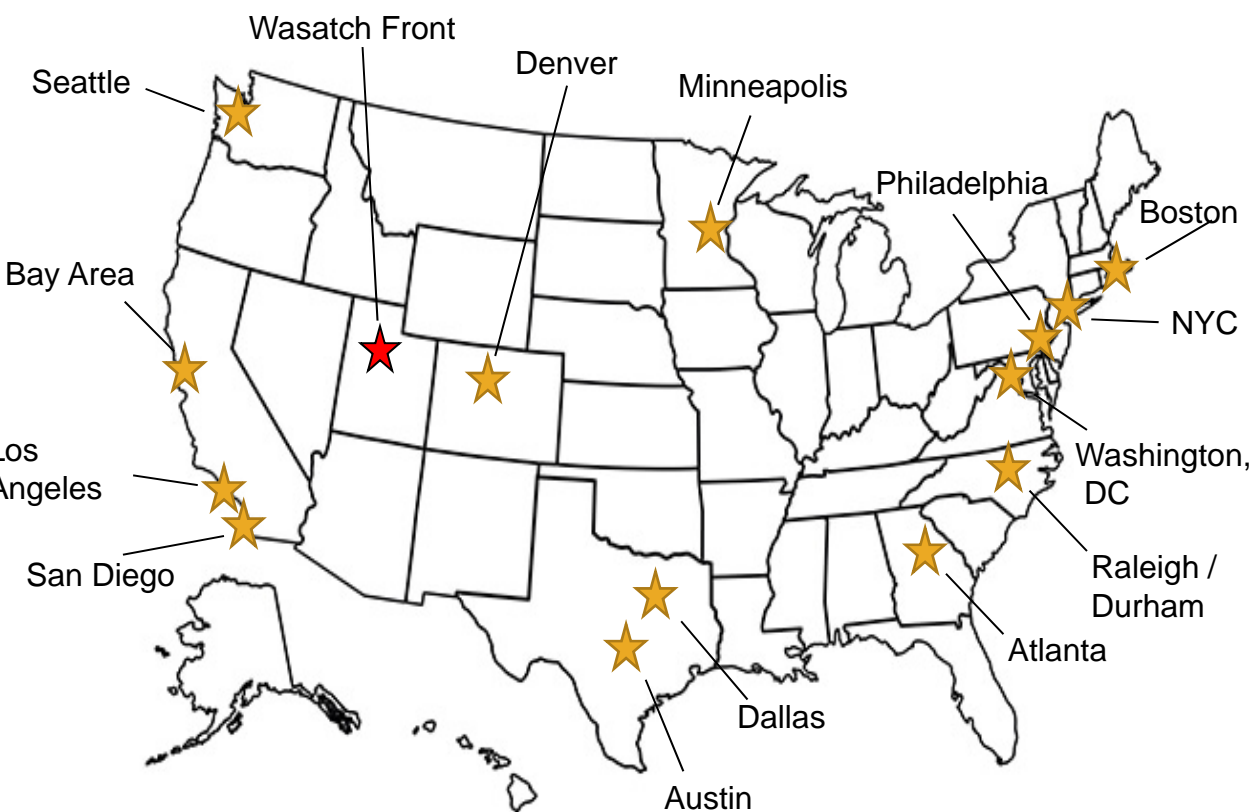 Wasatch Front
Denver
Seattle
Minneapolis
Philadelphia
Boston
Bay Area
NYC
Los
Angeles
Washington,
DC
San Diego
Raleigh /
Durham
Atlanta
Dallas
Austin